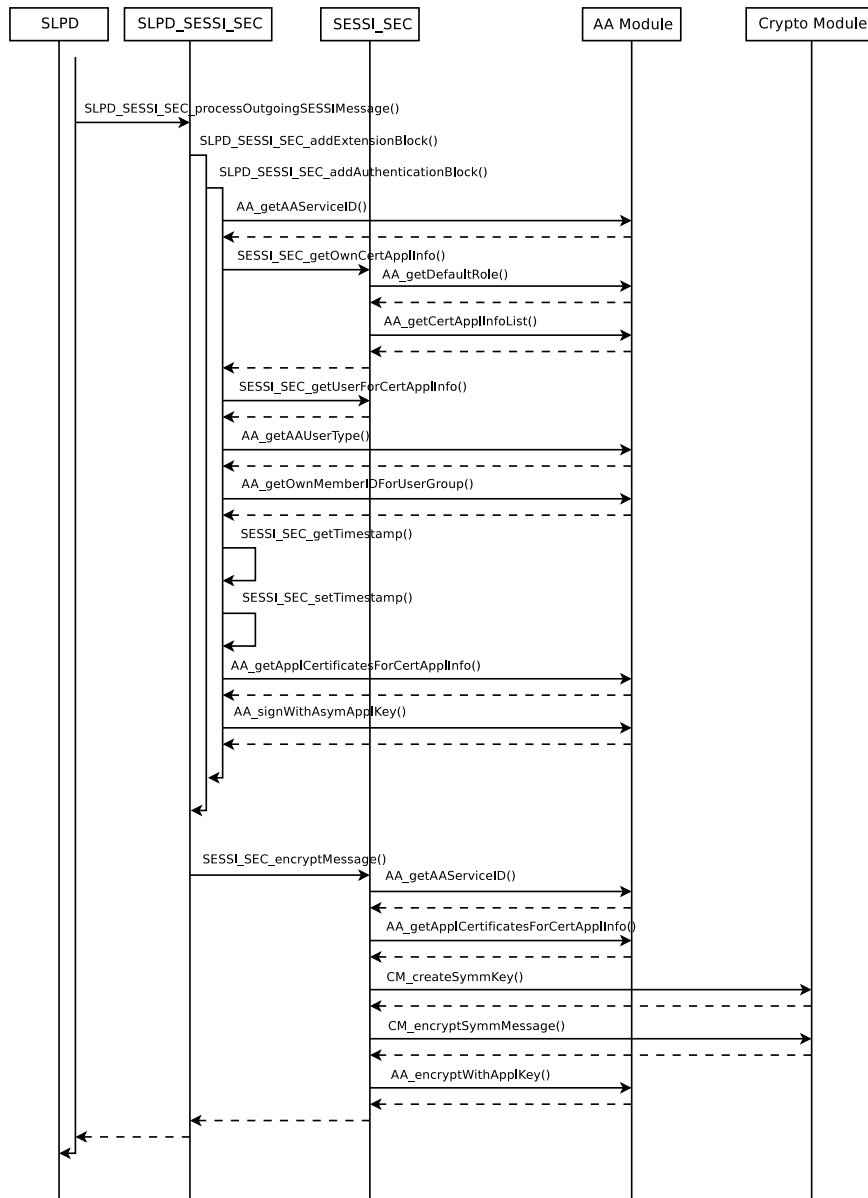 SLPD
SLPD_SESSI_SEC
SESSI_SEC
AA Module
Crypto Module
SLPD_SESSI_SEC_processOutgoingSESSIMessage()
SLPD_SESSI_SEC_addExtensionBlock()
SLPD_SESSI_SEC_addAuthenticationBlock()
AA_getAAServiceID()
SESSI_SEC_getOwnCertApplInfo()
AA_getDefaultRole()
AA_getCertApplInfoList()
SESSI_SEC_getUserForCertApplInfo()
AA_getAAUserType()
AA_getOwnMemberIDForUserGroup()
SESSI_SEC_getTimestamp()
SESSI_SEC_setTimestamp()
AA_getApplCertificatesForCertApplInfo()
AA_signWithAsymApplKey()
SESSI_SEC_encryptMessage()
AA_getAAServiceID()
AA_getApplCertificatesForCertApplInfo()
CM_createSymmKey()
CM_encryptSymmMessage()
AA_encryptWithApplKey()